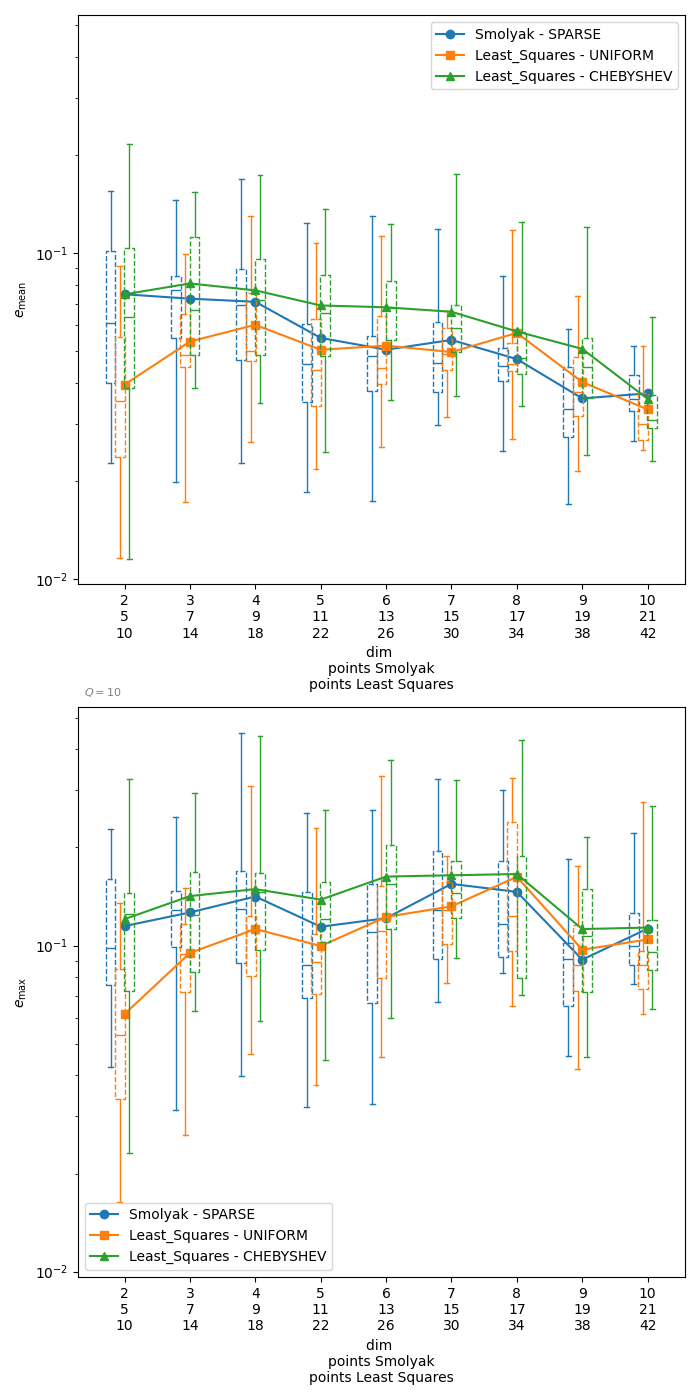 Smolyak - SPARSE
Least_Squares - UNIFORM
Least_Squares - CHEBYSHEV
10⁻¹
e_mean
10⁻²
2 3 4 5 6 7 8 9 10
5 7 9 11 13 15 17 19 21
10 14 18 22 26 30 34 38 42
dim
points Smolyak
points Least Squares
Q = 10
10⁻¹
e_max
Smolyak - SPARSE
Least_Squares - UNIFORM
Least_Squares - CHEBYSHEV
10⁻²
2 3 4 5 6 7 8 9 10
5 7 9 11 13 15 17 19 21
10 14 18 22 26 30 34 38 42
dim
points Smolyak
points Least Squares